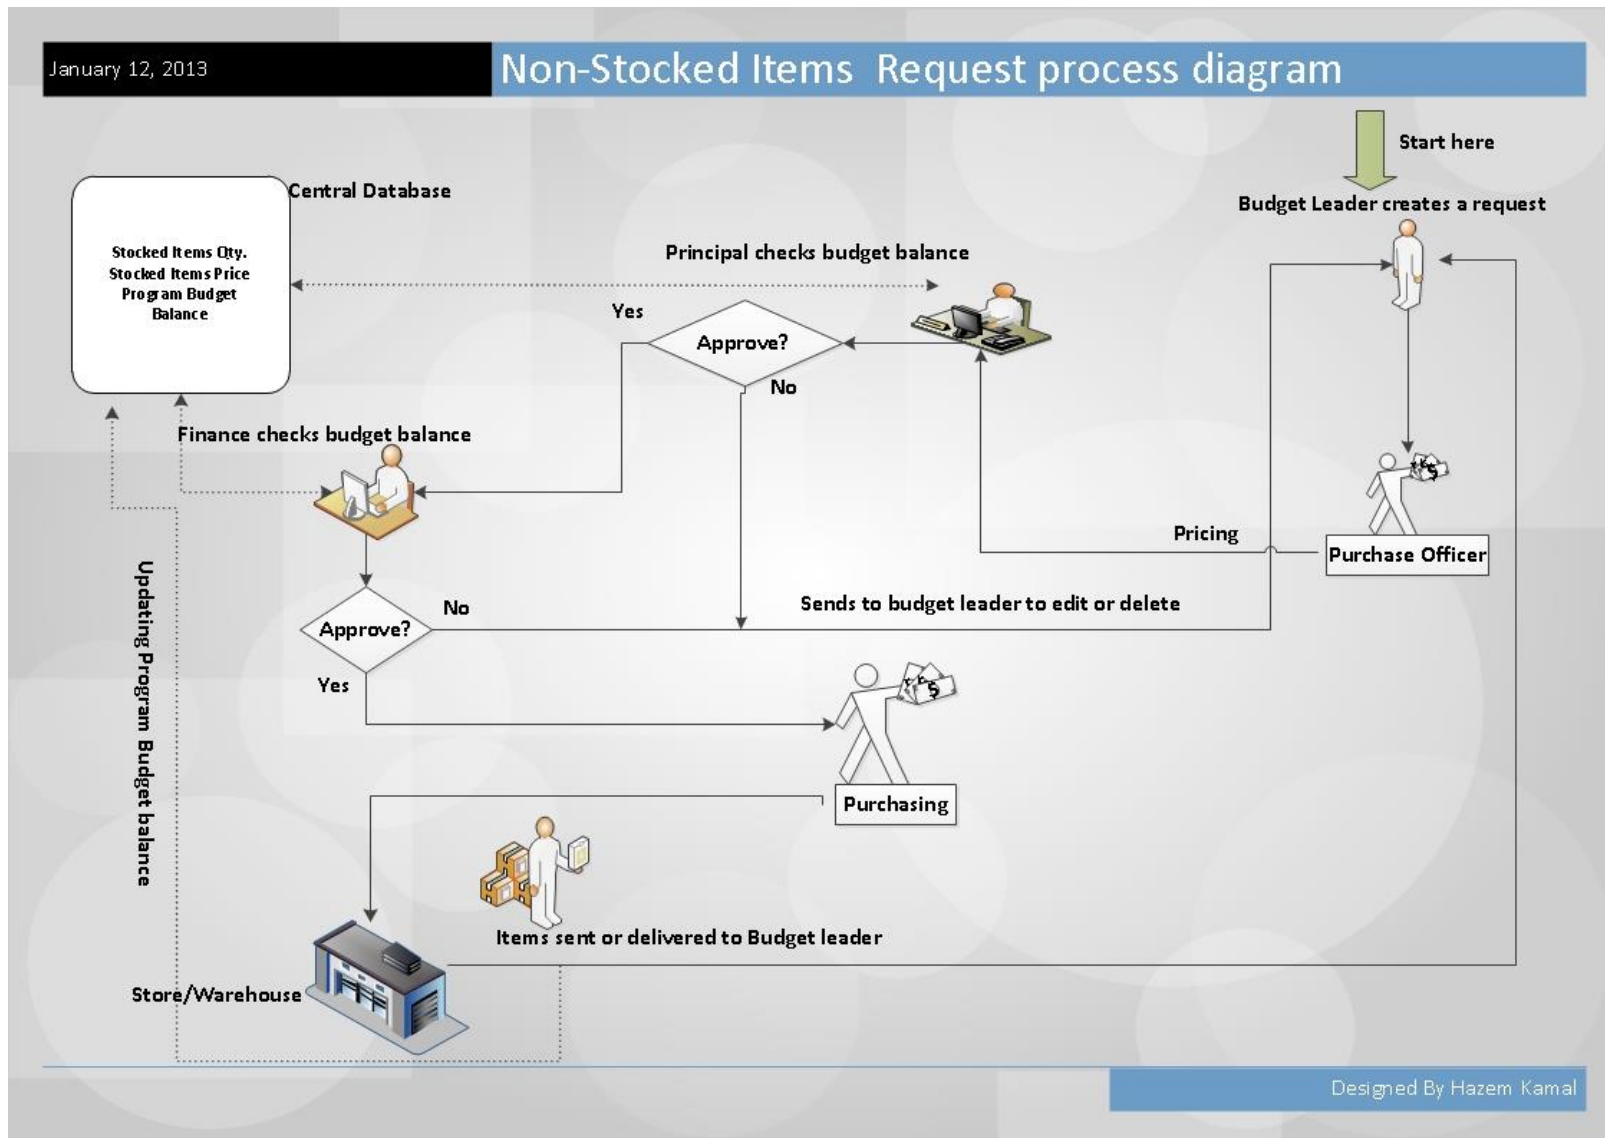 January 12, 2013
Non-Stocked Items Request process diagram
Start here
Budget Leader creates a request
Central Database
Stocked Items Qty.
Stocked Items Price
Program Budget
Balance
Principal checks budget balance
Yes
Approve?
No
Finance checks budget balance
Pricing
Purchase Officer
Updating Program Budget balance
No
Sends to budget leader to edit or delete
Approve?
Yes
Purchasing
Items sent or delivered to Budget leader
Store/Warehouse
Designed By Hazem Kamal